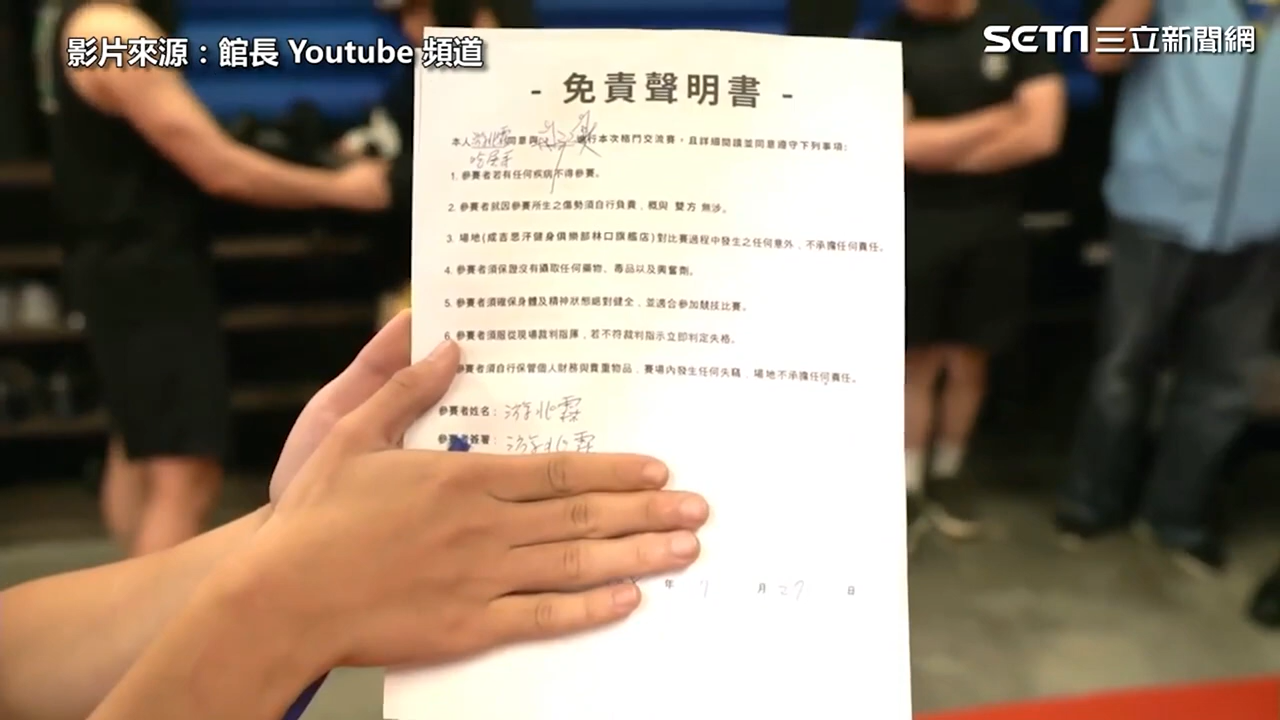 影片來源：館長 Youtube 頻道
SETN三立新聞網
- 免責聲明書 -
本人游兆霖同意與 進行本次格鬥交流賽，且詳細閱讀並同意遵守下列事項：
1. 參賽者若有任何疾病不得參賽。
2. 參賽者就因參賽所生之傷勢須自行負責，概與 雙方 無涉。
3. 場地(成吉思汗健身俱樂部林口旗艦店)對比賽過程中發生之任何意外，不承擔任何責任。
4. 參賽者須保證沒有攝取任何藥物、毒品以及興奮劑。
5. 參賽者須確保身體及精神狀態絕對健全，並適合參加競技比賽。
6. 參賽者須服從現場裁判指揮，若不符裁判指示立即判定失格。
參賽者須自行保管個人財務與貴重物品，賽場內發生任何失竊，場地不承擔任何責任。
參賽者姓名：游兆霖
參賽者簽署：游兆霖
年 7 月 27 日